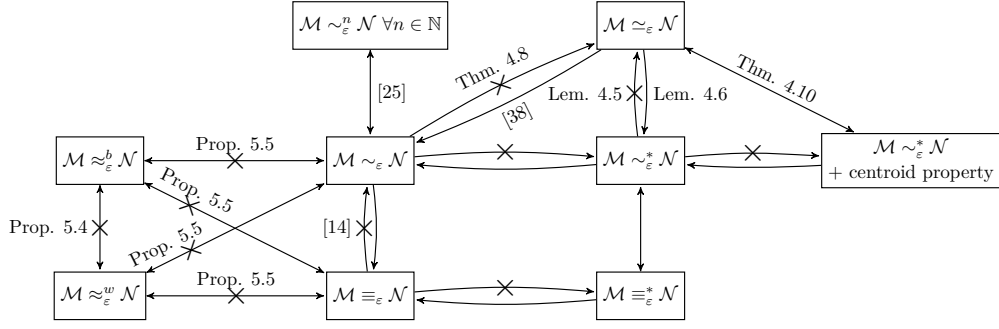 M ∼ⁿ_ε N ∀n ∈ ℕ
M ≃_ε N
Thm. 4.8
Thm. 4.10
[25]
Lem. 4.5
Lem. 4.6
[38]
Prop. 5.5
M ≈ᵇ_ε N
M ∼_ε N
M ∼*_ε N
M ∼*_ε N
+ centroid property
Prop. 5.5
Prop. 5.4
Prop. 5.5
[14]
Prop. 5.5
M ≈ʷ_ε N
M ≡_ε N
M ≡*_ε N